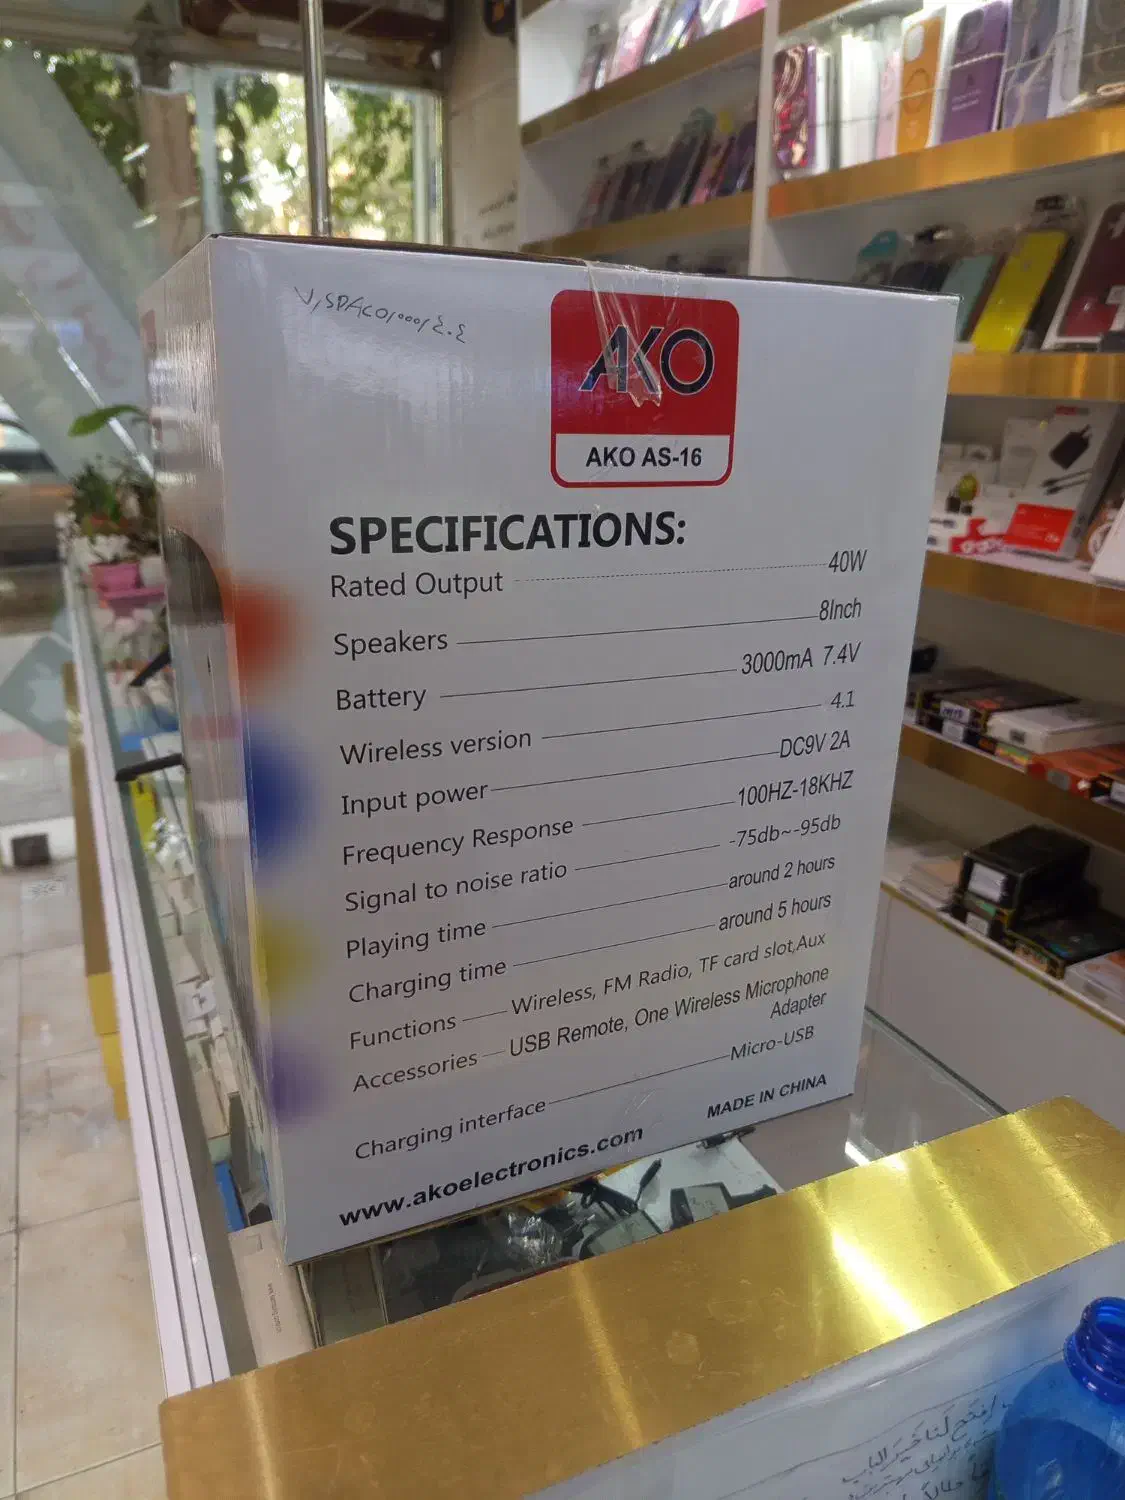 AKO
AKO AS-16
SPECIFICATIONS:
Rated Output 40W
Speakers 8Inch
Battery 3000mA 7.4V
Wireless version 4.1
Input power DC9V 2A
Frequency Response 100HZ-18KHZ
Signal to noise ratio -75db~-95db
Playing time around 2 hours
Charging time around 5 hours
Functions Wireless, FM Radio, TF card slot,Aux
Accessories USB Remote, One Wireless Microphone
Adapter
Charging interface Micro-USB
www.akoelectronics.com MADE IN CHINA